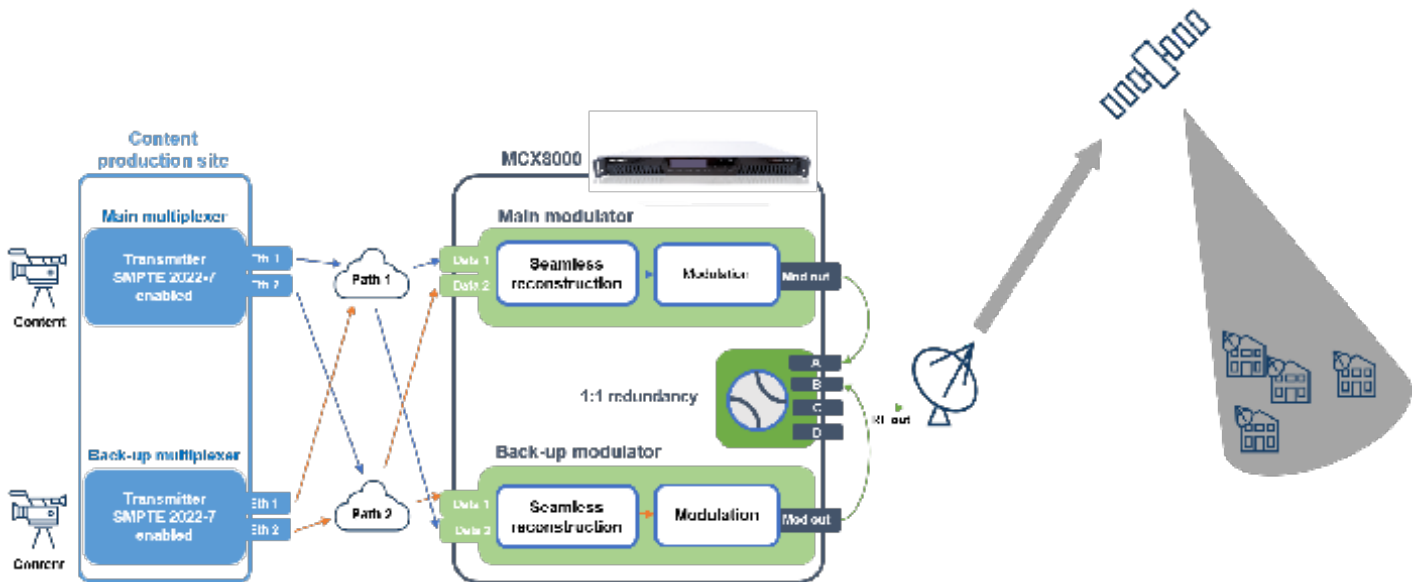 Content
production site
MCX8000
Main multiplexer
Main modulator
Transmitter
SMPTE 2022-7
enabled
Eth 1
Eth 2
Path 1
Data 1
Data 2
Seamless
reconstruction
Modulation
Mod out
Content
A
B
C
D
1:1 redundancy
RF out
Back-up multiplexer
Back-up modulator
Transmitter
SMPTE 2022-7
enabled
Eth 1
Eth 2
Path 2
Data 1
Data 2
Seamless
reconstruction
Modulation
Mod out
Content